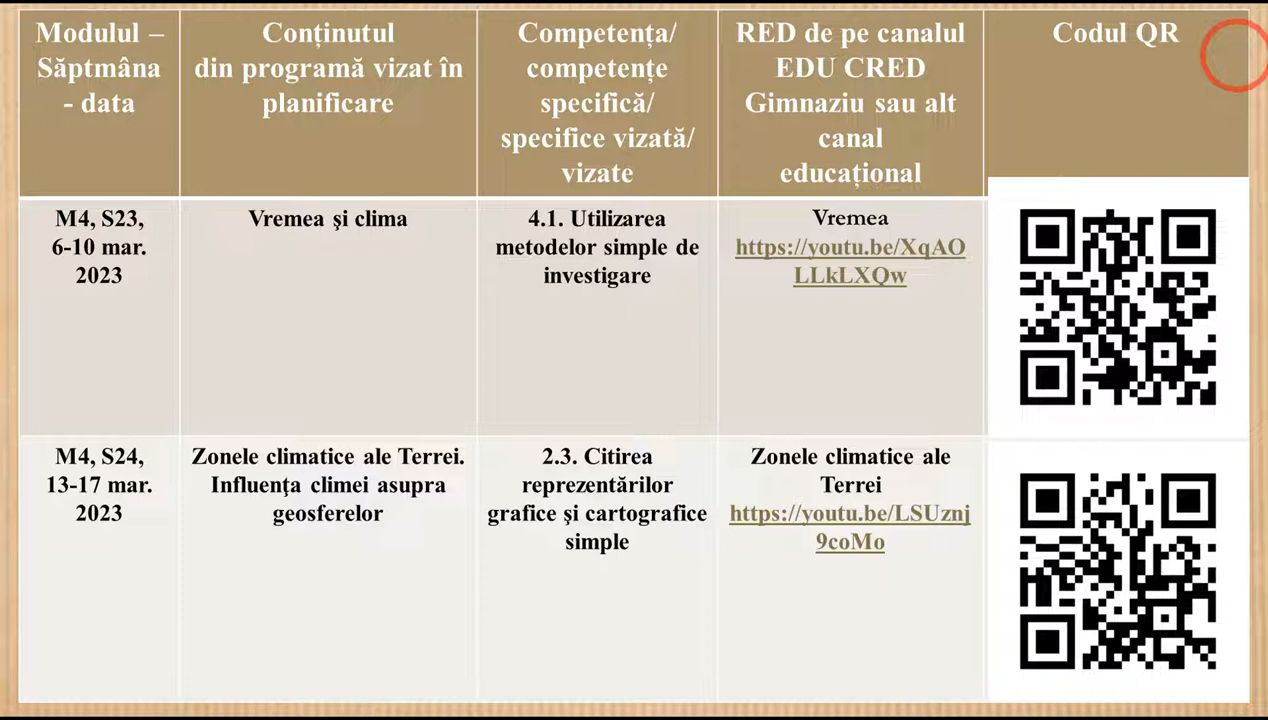 Modulul –
Săptmâna
- data
Conținutul
din programă vizat în
planificare
Competența/
competențe
specifică/
specifice vizată/
vizate
RED de pe canalul
EDU CRED
Gimnaziu sau alt
canal
educațional
Codul QR
M4, S23,
6-10 mar.
2023
Vremea şi clima
4.1. Utilizarea
metodelor simple de
investigare
Vremea
https://youtu.be/XqAO
LLkLXQw
M4, S24,
13-17 mar.
2023
Zonele climatice ale Terrei.
Influenţa climei asupra
geosferelor
2.3. Citirea
reprezentărilor
grafice şi cartografice
simple
Zonele climatice ale
Terrei
https://youtu.be/LSUznj
9coMo